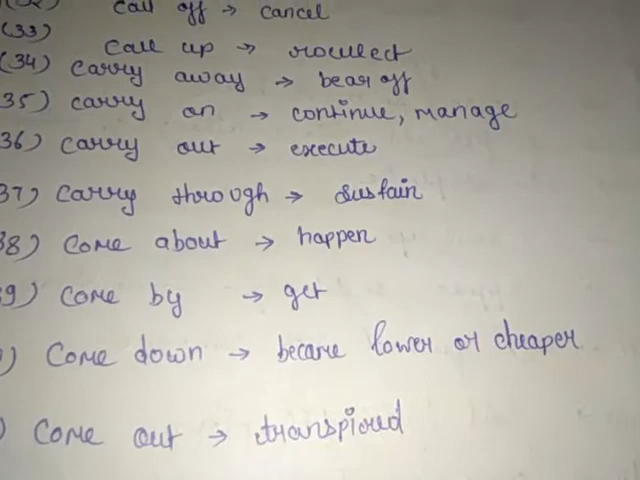 call off → cancel
(33) call up → recollect
(34) carry away → bear off
35) carry on → continue, manage
36) carry out → execute
37) carry through → sustain
38) come about → happen
39) come by → get
) come down → became lower or cheaper
) come out → transpired